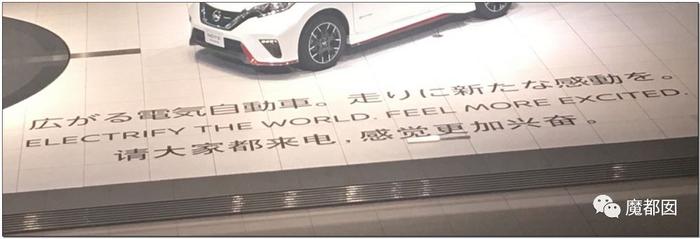 広がる電気自動車。走りに新たな感動を。
ELECTRIFY THE WORLD. FEEL MORE EXCITED.
请大家都来电，感觉更加兴奋。
魔都囡